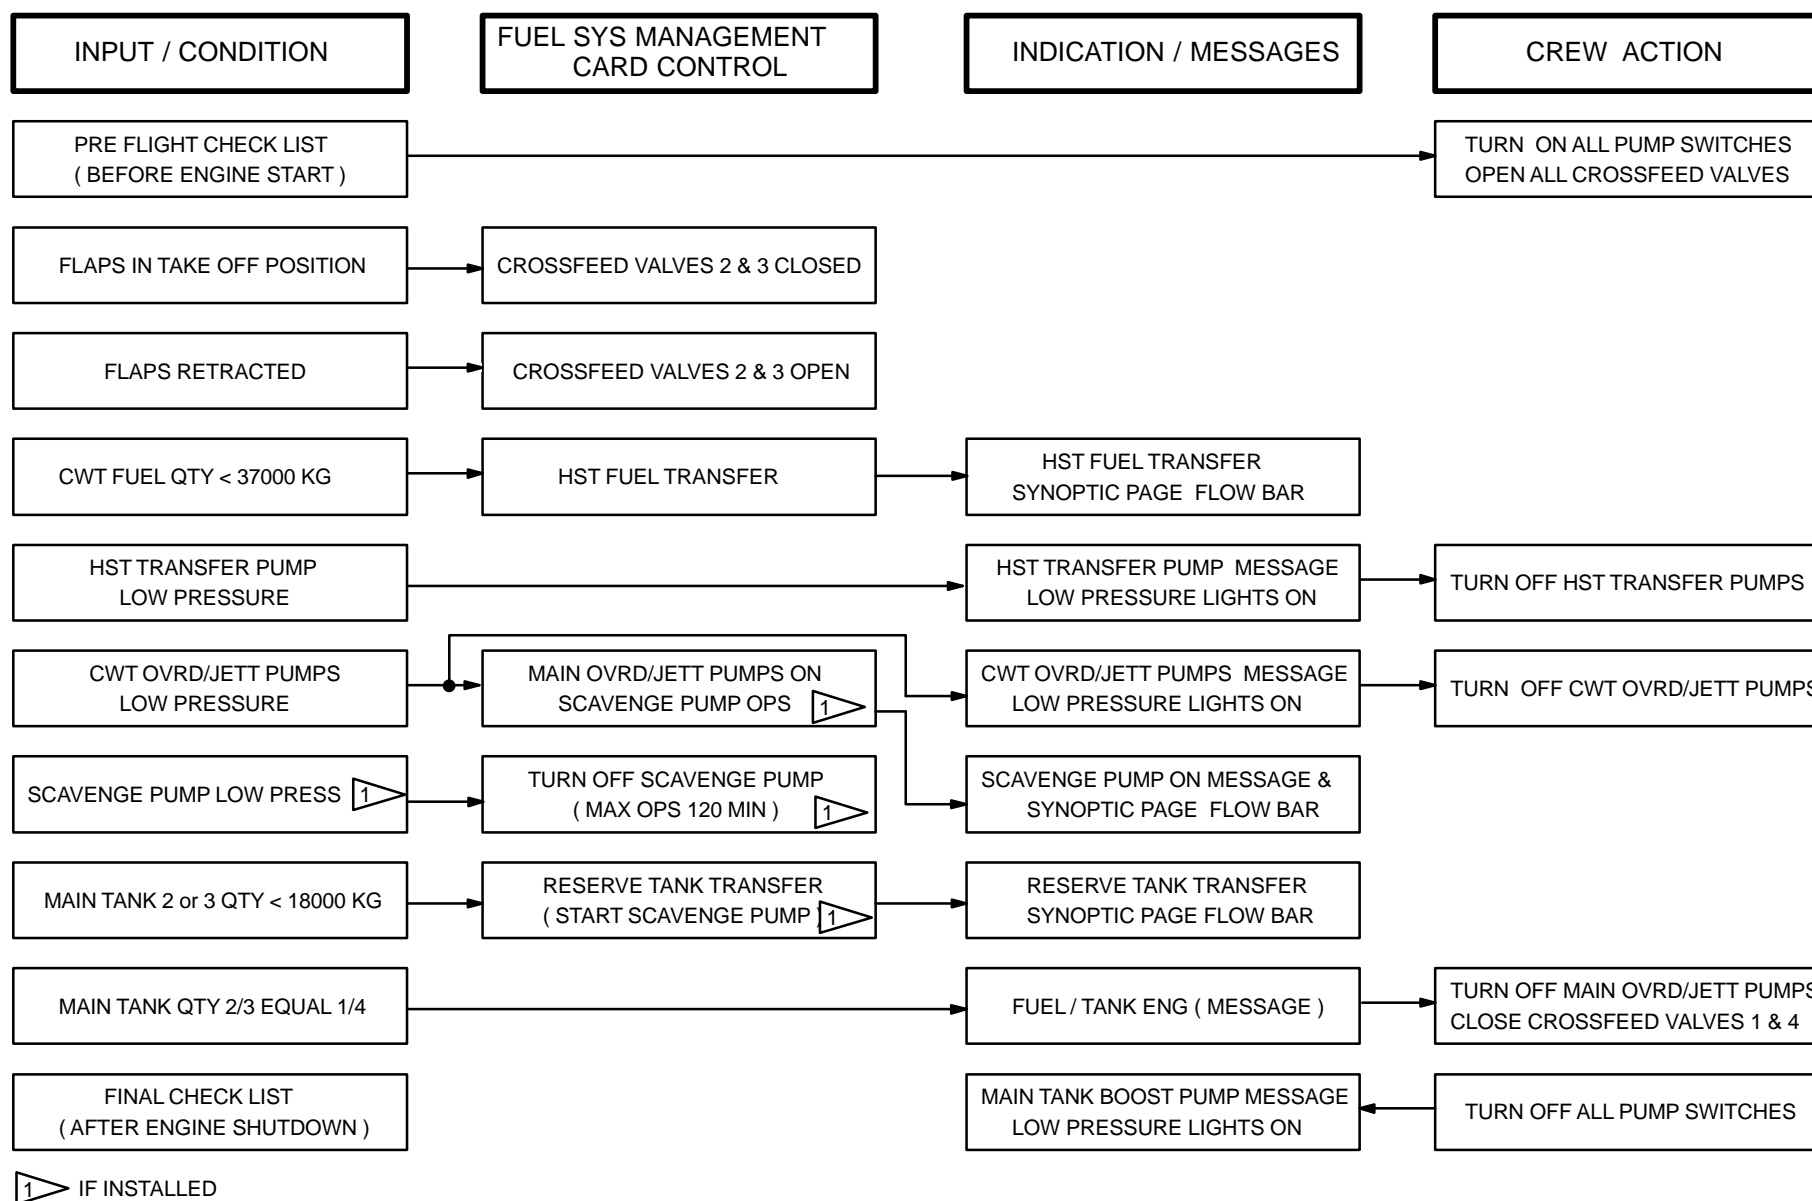 INPUT / CONDITION
FUEL SYS MANAGEMENT
CARD CONTROL
INDICATION / MESSAGES
CREW ACTION
PRE FLIGHT CHECK LIST
( BEFORE ENGINE START )
TURN ON ALL PUMP SWITCHES
OPEN ALL CROSSFEED VALVES
FLAPS IN TAKE OFF POSITION
CROSSFEED VALVES 2 & 3 CLOSED
FLAPS RETRACTED
CROSSFEED VALVES 2 & 3 OPEN
CWT FUEL QTY < 37000 KG
HST FUEL TRANSFER
HST FUEL TRANSFER
SYNOPTIC PAGE FLOW BAR
HST TRANSFER PUMP
LOW PRESSURE
HST TRANSFER PUMP MESSAGE
LOW PRESSURE LIGHTS ON
TURN OFF HST TRANSFER PUMPS
CWT OVRD/JETT PUMPS
LOW PRESSURE
MAIN OVRD/JETT PUMPS ON
SCAVENGE PUMP OPS 1
CWT OVRD/JETT PUMPS MESSAGE
LOW PRESSURE LIGHTS ON
TURN OFF CWT OVRD/JETT PUMPS
SCAVENGE PUMP LOW PRESS 1
TURN OFF SCAVENGE PUMP
( MAX OPS 120 MIN ) 1
SCAVENGE PUMP ON MESSAGE &
SYNOPTIC PAGE FLOW BAR
MAIN TANK 2 or 3 QTY < 18000 KG
RESERVE TANK TRANSFER
( START SCAVENGE PUMP ) 1
RESERVE TANK TRANSFER
SYNOPTIC PAGE FLOW BAR
MAIN TANK QTY 2/3 EQUAL 1/4
FUEL / TANK ENG ( MESSAGE )
TURN OFF MAIN OVRD/JETT PUMPS
CLOSE CROSSFEED VALVES 1 & 4
FINAL CHECK LIST
( AFTER ENGINE SHUTDOWN )
MAIN TANK BOOST PUMP MESSAGE
LOW PRESSURE LIGHTS ON
TURN OFF ALL PUMP SWITCHES
1 IF INSTALLED